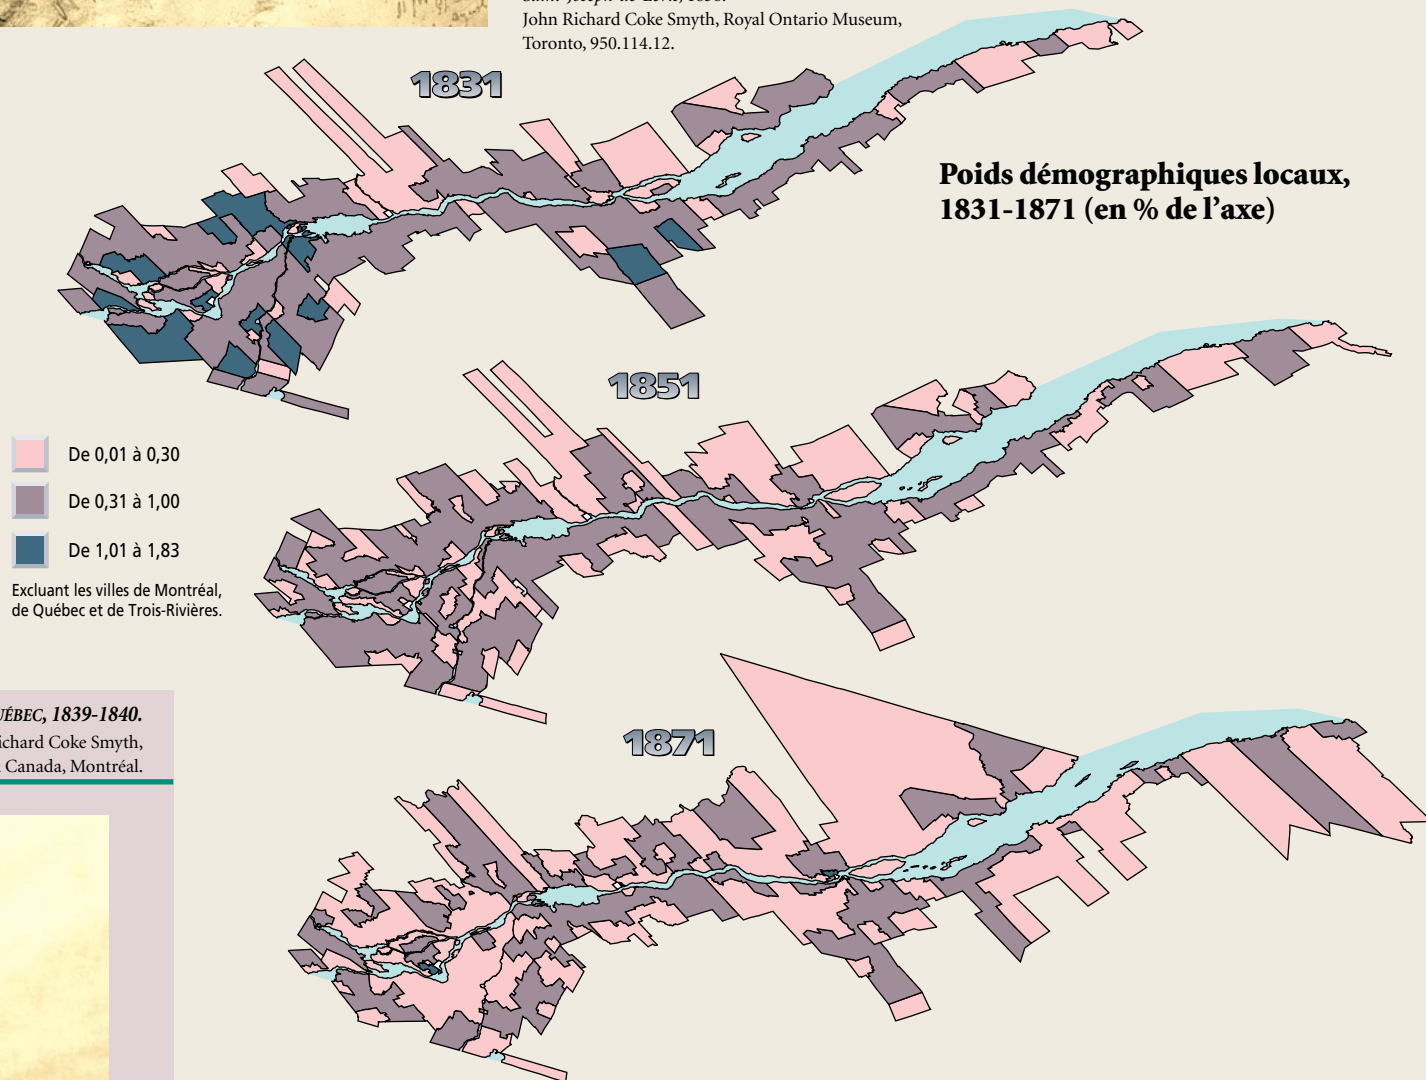 John Richard Coke Smyth, Royal Ontario Museum,
Toronto, 950.114.12.
1831
Poids démographiques locaux,
1831-1871 (en % de l’axe)
1851
De 0,01 à 0,30
De 0,31 à 1,00
De 1,01 à 1,83
Excluant les villes de Montréal,
de Québec et de Trois-Rivières.
1839-1840.
Coke Smyth,
Canada, Montréal.
1871